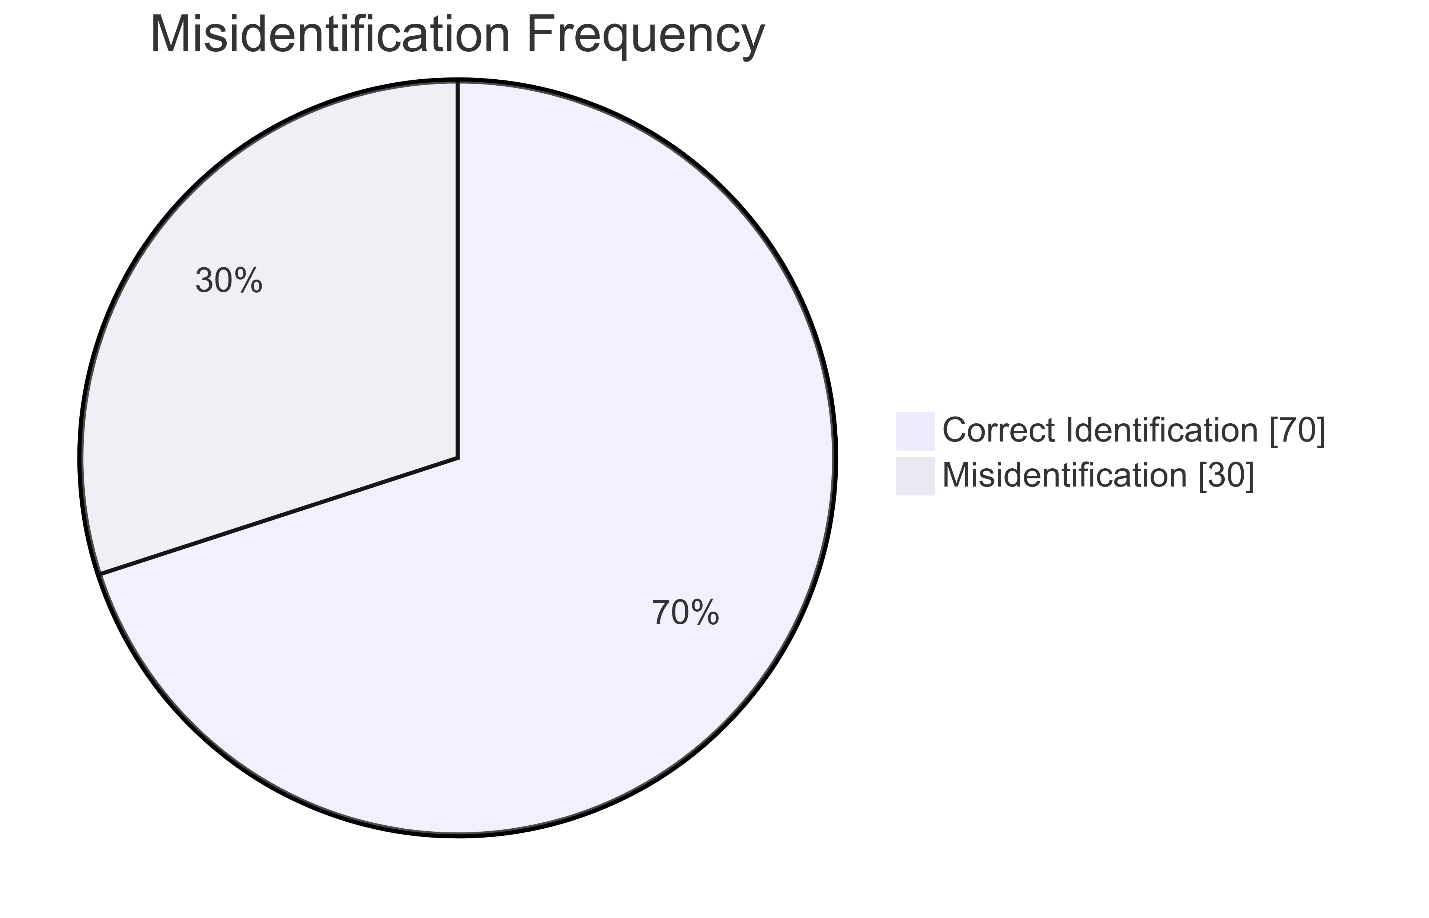 Misidentification Frequency
30%
70%
Correct Identification [70]
Misidentification [30]